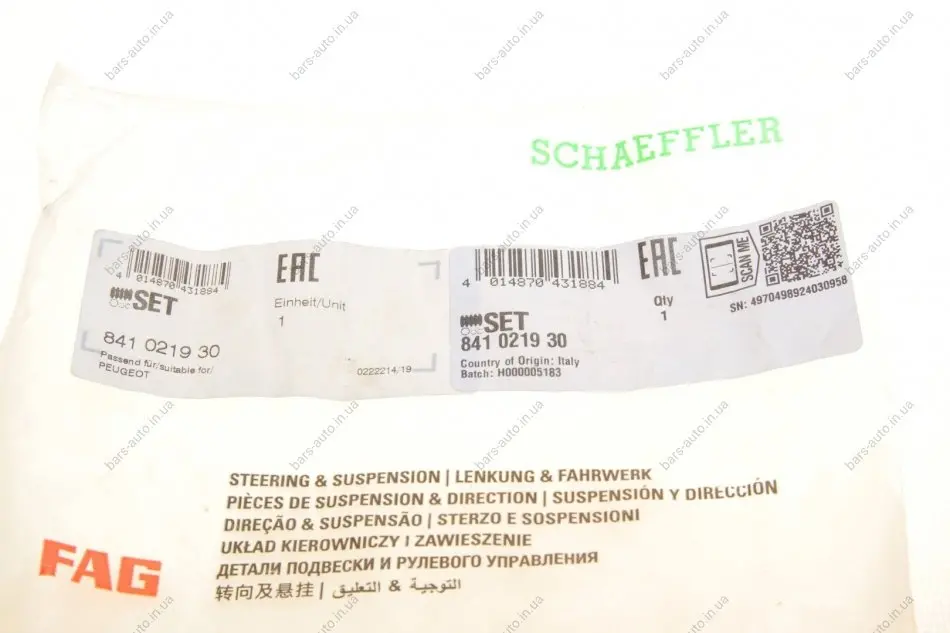 SCHAEFFLER
4 014870 431884
EAC
SET
Einheit/Unit
1
841 0219 30
Passend für/suitable for/
PEUGEOT
0222214/19
4 014870 431884
EAC
SCAN ME
SN: 4970498924030958
Qty
1
SET
841 0219 30
Country of Origin: Italy
Batch: H000005183
STEERING & SUSPENSION | LENKUNG & FAHRWERK
PIÈCES DE SUSPENSION & DIRECTION | SUSPENSIÓN Y DIRECCIÓN
DIREÇÃO & SUSPENSÃO | STERZO E SOSPENSIONI
UKŁAD KIEROWNICZY I ZAWIESZENIE
ДЕТАЛИ ПОДВЕСКИ И РУЛЕВОГО УПРАВЛЕНИЯ
转向及悬挂 | التوجية & التعليق
FAG
bars-auto.in.ua